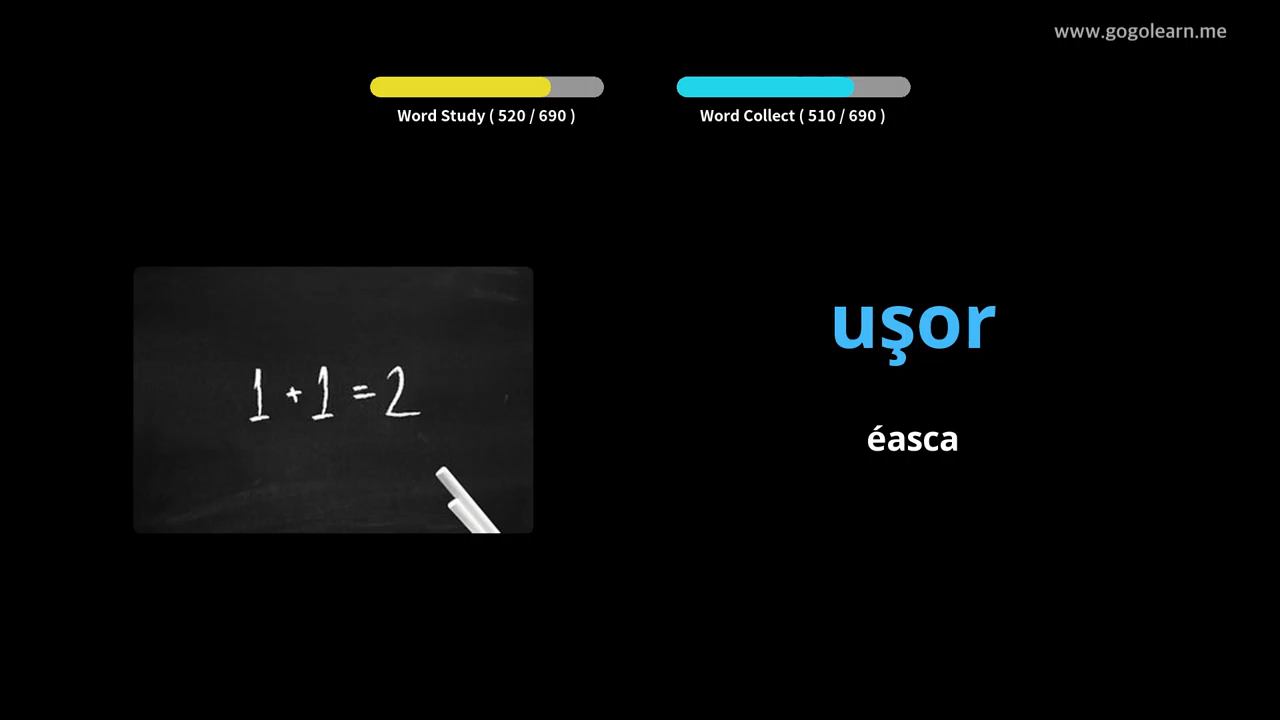 www.gogolearn.me
Word Study ( 520 / 690 )
Word Collect ( 510 / 690 )
1 + 1 = 2
uşor
éasca